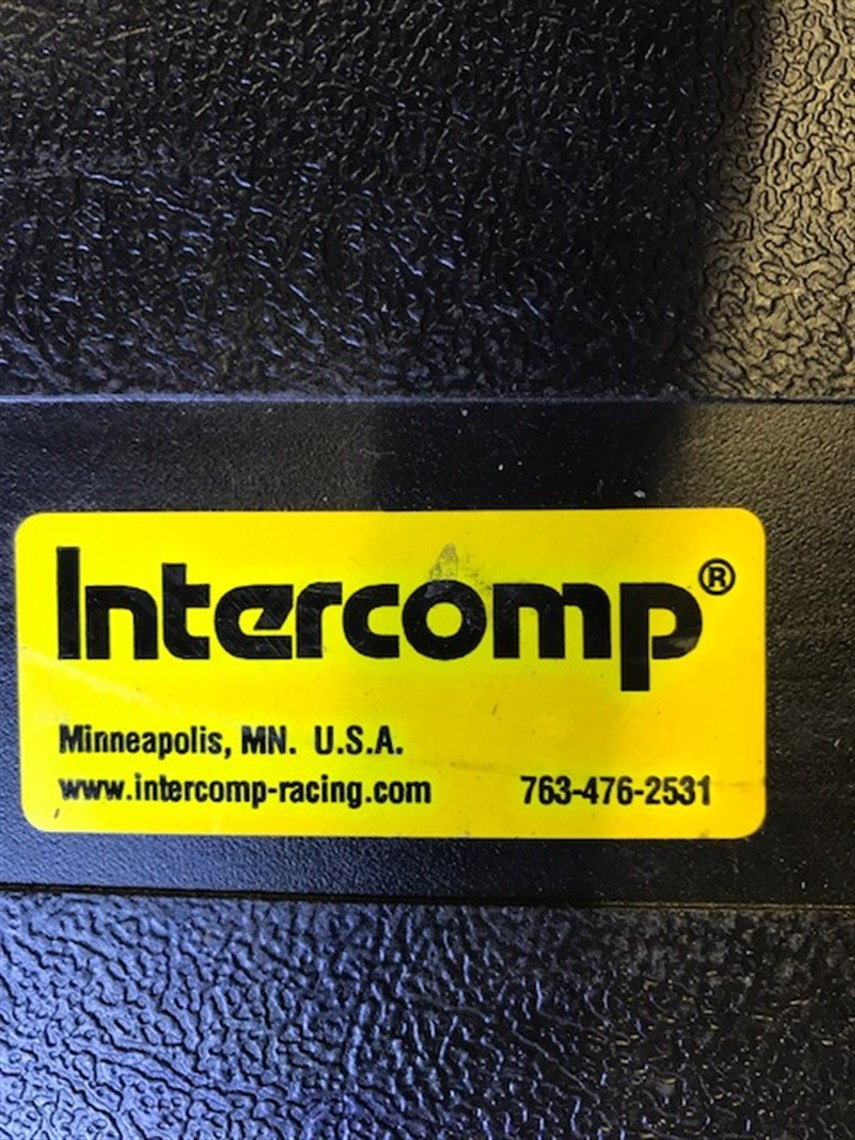 Intercomp®
Minneapolis, MN. U.S.A.
www.intercomp-racing.com 763-476-2531